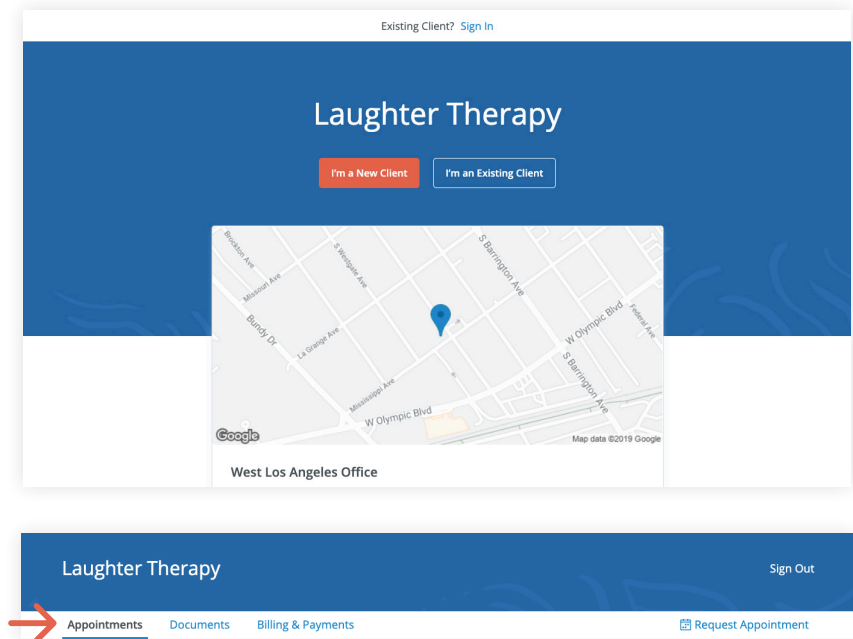 Existing Client? Sign In
Laughter Therapy
I'm a New Client
I'm an Existing Client
Brockton Ave
S Westgate Ave
S Barrington Ave
Missouri Ave
Bundy Dr
La Grange Ave
W Olympic Blvd
Federal Ave
S Barrington Ave
Mississippi Ave
W Olympic Blvd
Google
Map data ©2019 Google
West Los Angeles Office
Laughter Therapy
Sign Out
Appointments Documents Billing & Payments Request Appointment